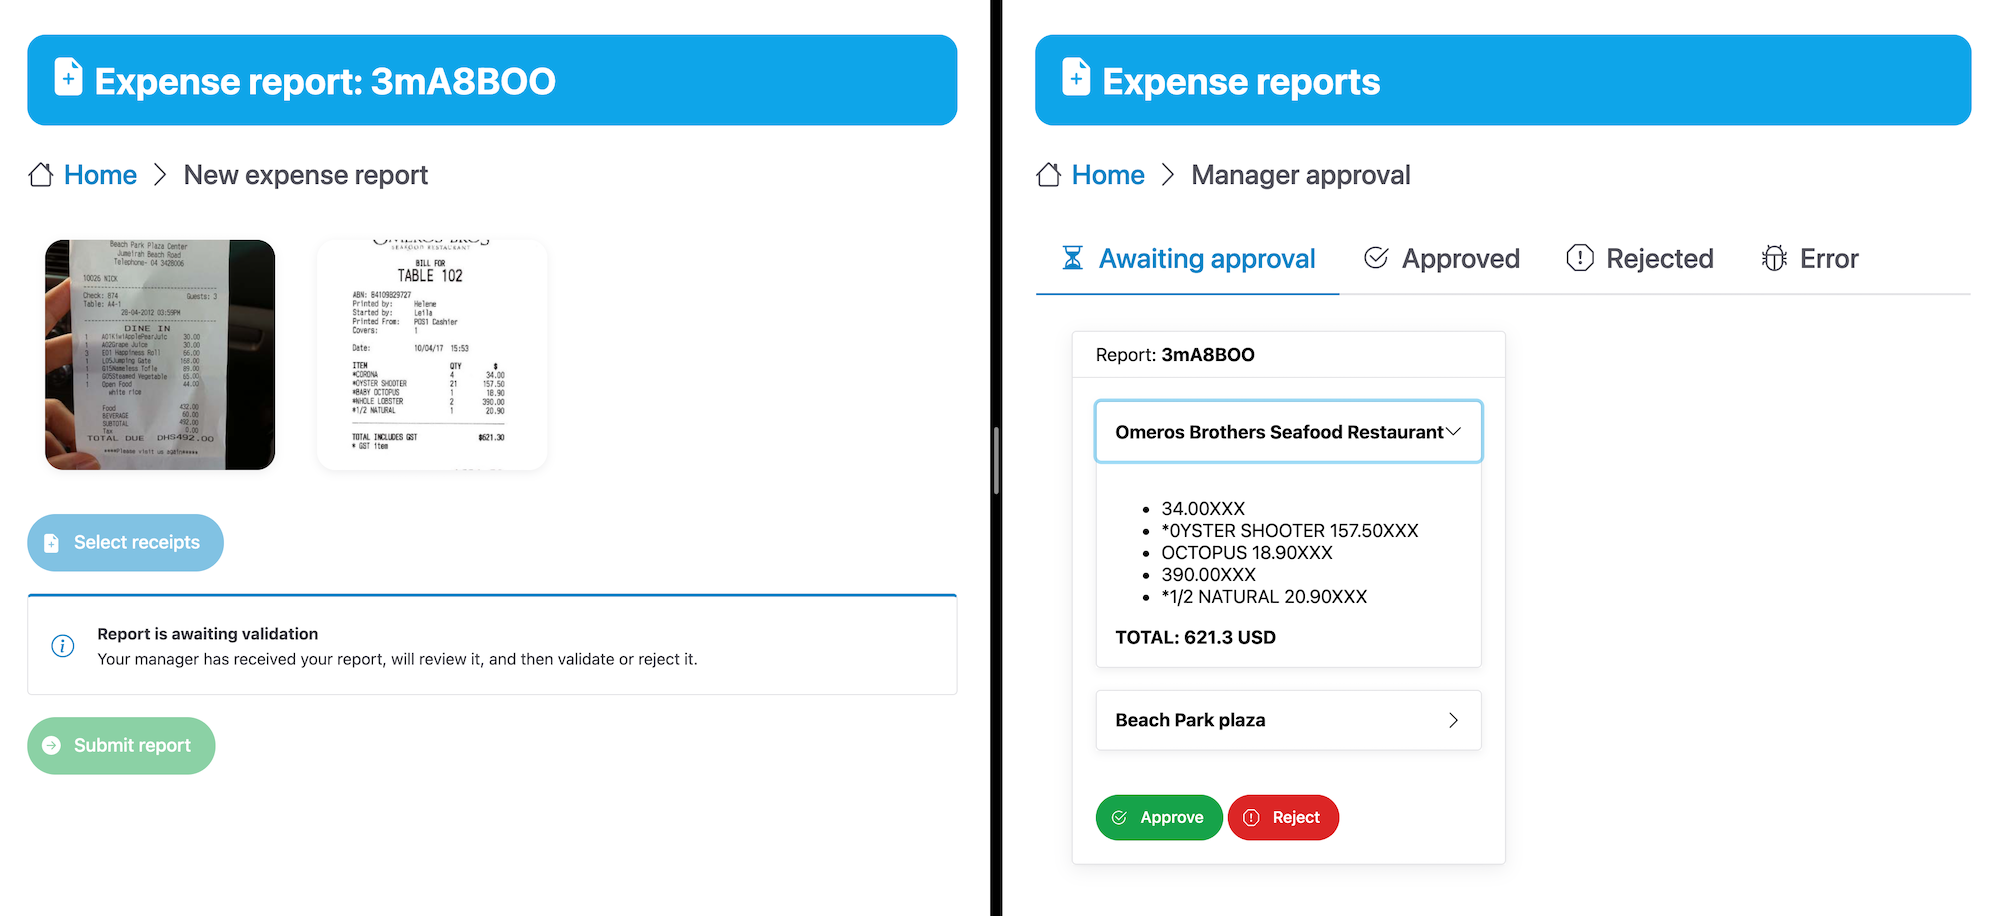 Expense report: 3mA8BOO
Home > New expense report
Beach Park Plaza Center
Jumeirah Beach Road
Telephone- 04 3428006
10026 NICK
Check: 874 Guests: 3
Table: A4-1
28-04-2012 03:59PM
DINE IN
1 A01KiwiApplePearJuic 30.00
1 A02Grape Juice 30.00
3 E01 Happiness Roll 66.00
1 L05Jumping Gate 168.00
1 G15Nameless Tofle 89.00
1 G05Steamed Vegetable 65.00
1 Open Food 44.00
white rice
Food 432.00
BEVERAGE 60.00
SUBTOTAL 492.00
Tax 0.00
TOTAL DUE DHS492.00
****Please visit us again*****
OMEROS BROS
SEAFOOD RESTAURANT
BILL FOR
TABLE 102
ABN: 84109829727
Printed by: Helene
Started by: Leila
Printed From: POS1 Cashier
Covers: 1
Date: 10/04/17 15:53
ITEM QTY $
*CORONA 4 34.00
*OYSTER SHOOTER 21 157.50
*BABY OCTOPUS 1 18.90
*WHOLE LOBSTER 2 390.00
*1/2 NATURAL 1 20.90
TOTAL INCLUDES GST $621.30
* GST item
Select receipts
Report is awaiting validation
Your manager has received your report, will review it, and then validate or reject it.
Submit report
Expense reports
Home > Manager approval
Awaiting approval
Approved
Rejected
Error
Report: 3mA8BOO
Omeros Brothers Seafood Restaurant
• 34.00XXX
• *0YSTER SHOOTER 157.50XXX
• OCTOPUS 18.90XXX
• 390.00XXX
• *1/2 NATURAL 20.90XXX
TOTAL: 621.3 USD
Beach Park plaza
Approve
Reject